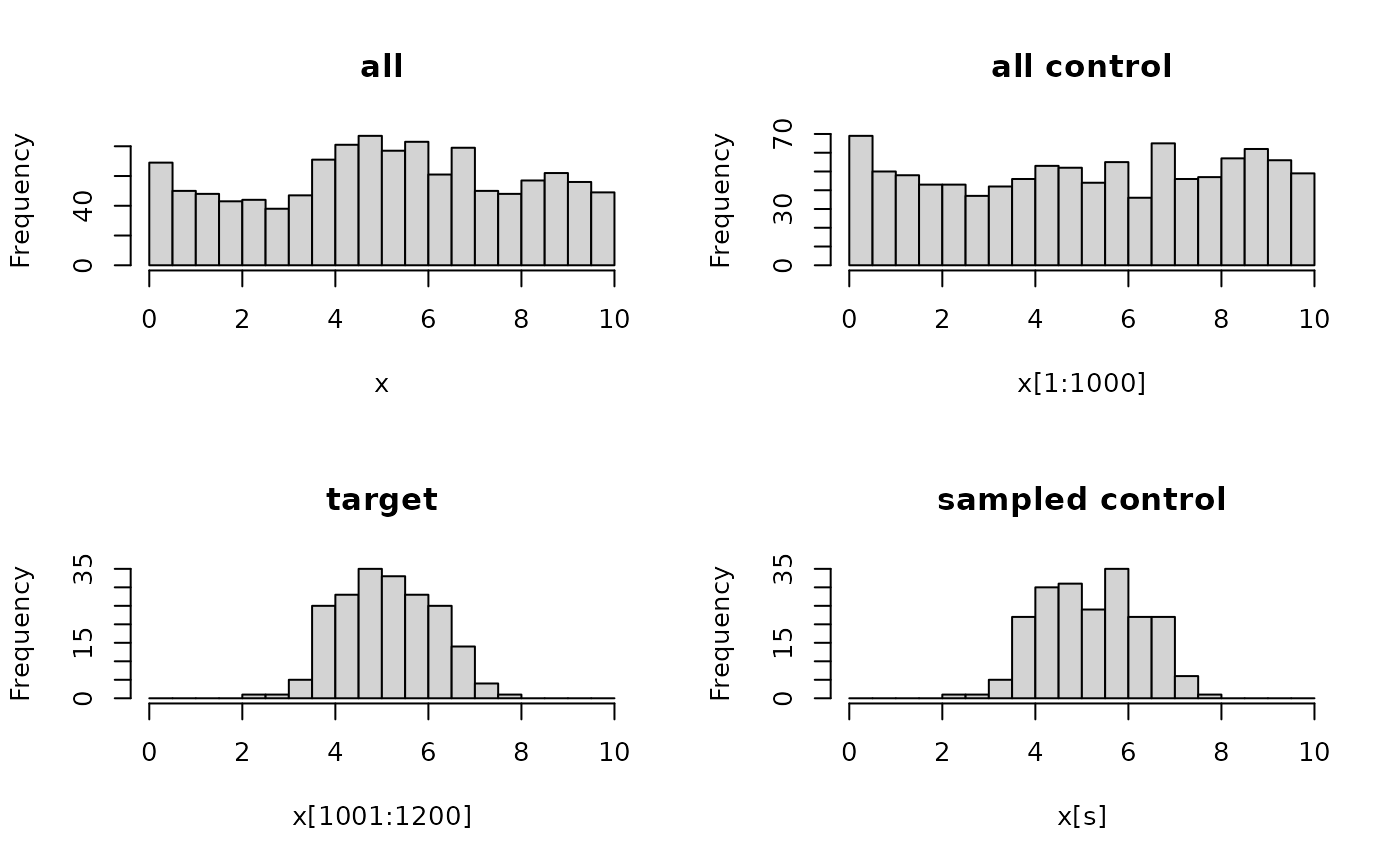 all
Frequency
0 40
0 2 4 6 8 10
x
all control
Frequency
0 30 70
0 2 4 6 8 10
x[1:1000]
target
Frequency
0 15 35
0 2 4 6 8 10
x[1001:1200]
sampled control
Frequency
0 15 35
0 2 4 6 8 10
x[s]